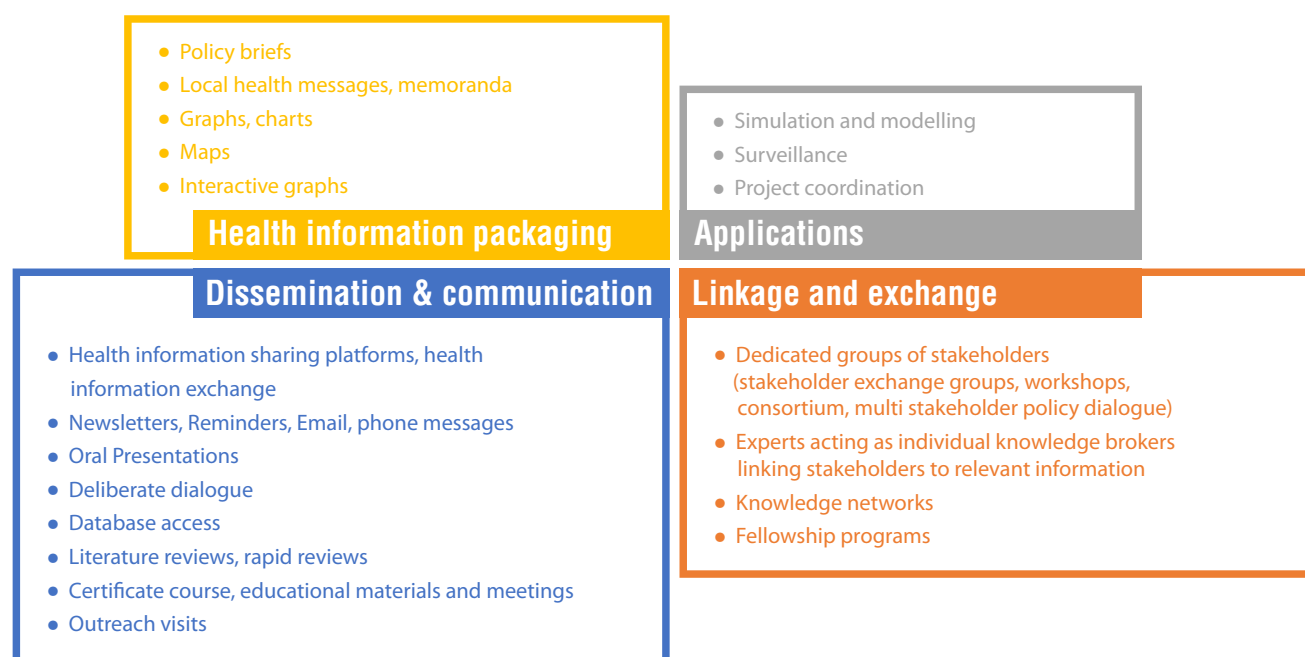 • Policy briefs
• Local health messages, memoranda
• Graphs, charts
• Maps
• Interactive graphs
Health information packaging
• Simulation and modelling
• Surveillance
• Project coordination
Applications
Dissemination & communication
• Health information sharing platforms, health
information exchange
• Newsletters, Reminders, Email, phone messages
• Oral Presentations
• Deliberate dialogue
• Database access
• Literature reviews, rapid reviews
• Certificate course, educational materials and meetings
• Outreach visits
Linkage and exchange
• Dedicated groups of stakeholders
(stakeholder exchange groups, workshops,
consortium, multi stakeholder policy dialogue)
• Experts acting as individual knowledge brokers
linking stakeholders to relevant information
• Knowledge networks
• Fellowship programs